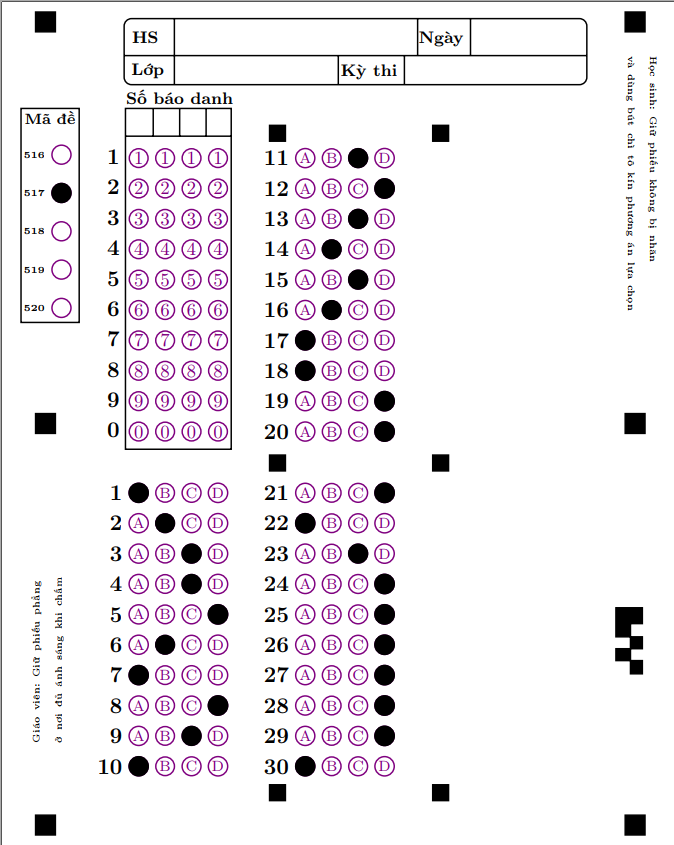 HS
Ngày
Lớp
Kỳ thi
Số báo danh
Mã đề
516
517
518
519
520
1 1 1 1 1
2 2 2 2 2
3 3 3 3 3
4 4 4 4 4
5 5 5 5 5
6 6 6 6 6
7 7 7 7 7
8 8 8 8 8
9 9 9 9 9
0 0 0 0 0
11 A B D
12 A B C
13 A B D
14 A C D
15 A B D
16 A C D
17 B C D
18 B C D
19 A B C
20 A B C
1 B C D
2 A C D
3 A B D
4 A B D
5 A B C
6 A C D
7 B C D
8 A B C
9 A B D
10 B C D
21 A B C
22 B C D
23 A B D
24 A B C
25 A B C
26 A B C
27 A B C
28 A B C
29 A B C
30 B C D
Học sinh: Giữ phiếu không bị nhăn
và dùng bút chì tô kín phương án lựa chọn
Giáo viên: Giữ phiếu phẳng
ở nơi đủ ánh sáng khi chấm